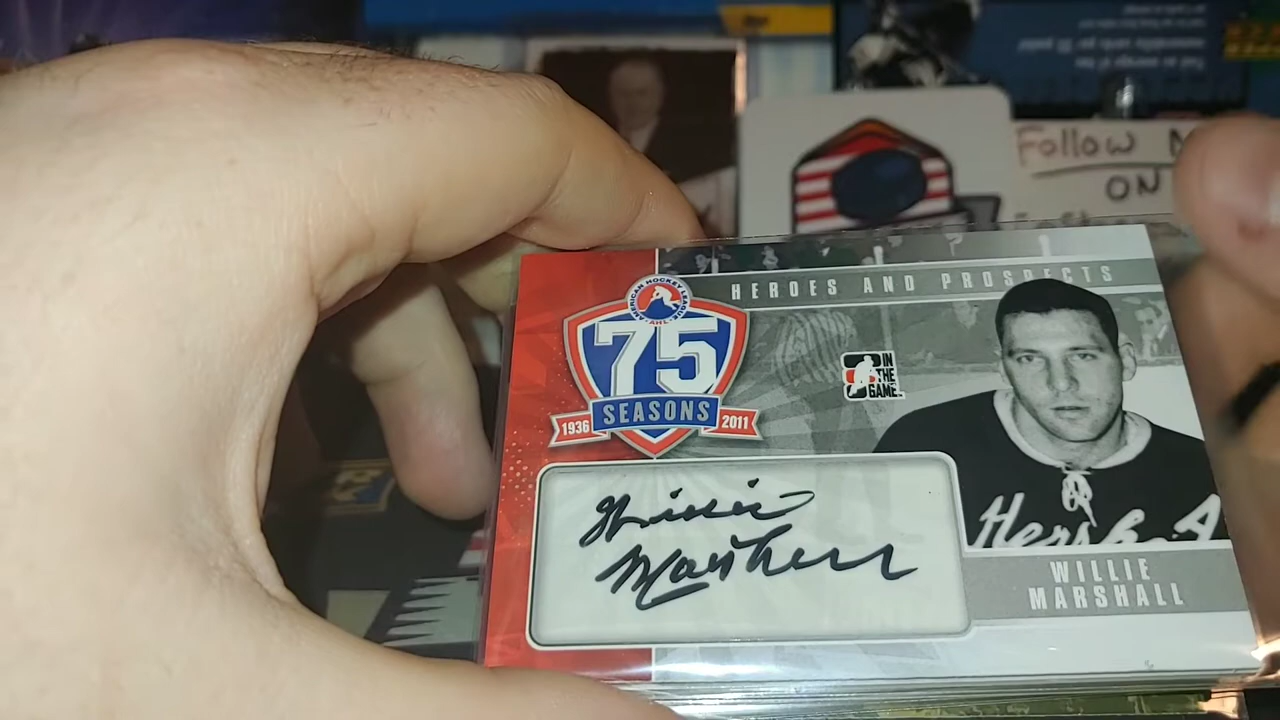 Follow
ON
HEROES AND PROSPECTS
AMERICAN HOCKEY LEAGUE
AHL
75
SEASONS
1936
2011
IN
THE
GAME
Willie
Marshall
WILLIE
MARSHALL